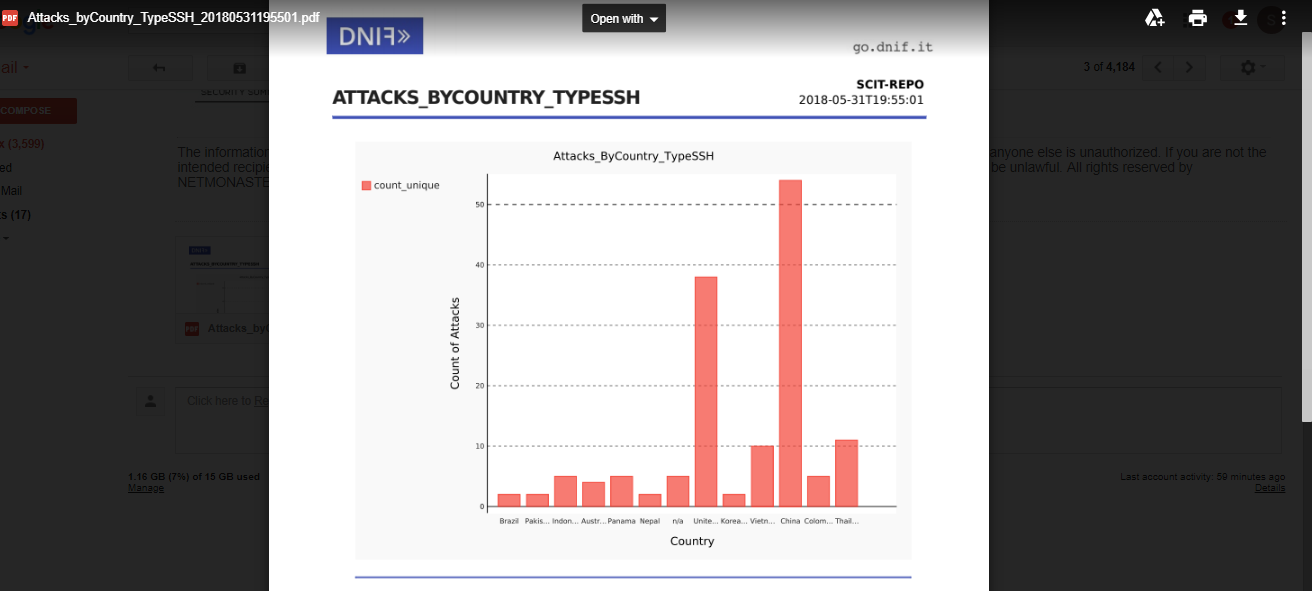 Attacks_byCountry_TypeSSH_20180531195501.pdf
Open with
ail
3 of 4,184
COMPOSE
x (3,599)
ed
Mail
s (17)
The information
intended recipie
NETMONASTE
anyone else is unauthorized. If you are not the
be unlawful. All rights reserved by
PDF
Attacks_by
Click here to Re
1.16 GB (7%) of 15 GB used
Manage
Last account activity: 59 minutes ago
Details
DNIF»
go.dnif.it
ATTACKS_BYCOUNTRY_TYPESSH
SCIT-REPO
2018-05-31T19:55:01
Attacks_ByCountry_TypeSSH
count_unique
Count of Attacks
50
40
30
20
10
0
Brazil Pakis... Indon... Austr... Panama Nepal n/a Unite... Korea... Vietn... China Colom... Thail...
Country